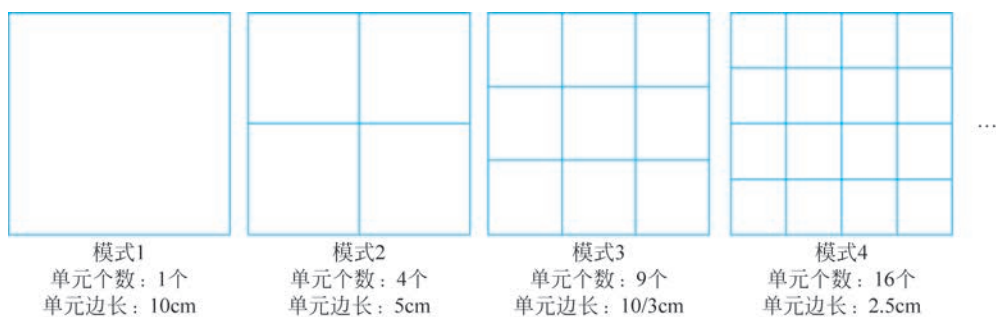 模式1
单元个数：1个
单元边长：10cm
模式2
单元个数：4个
单元边长：5cm
模式3
单元个数：9个
单元边长：10/3cm
模式4
单元个数：16个
单元边长：2.5cm
…